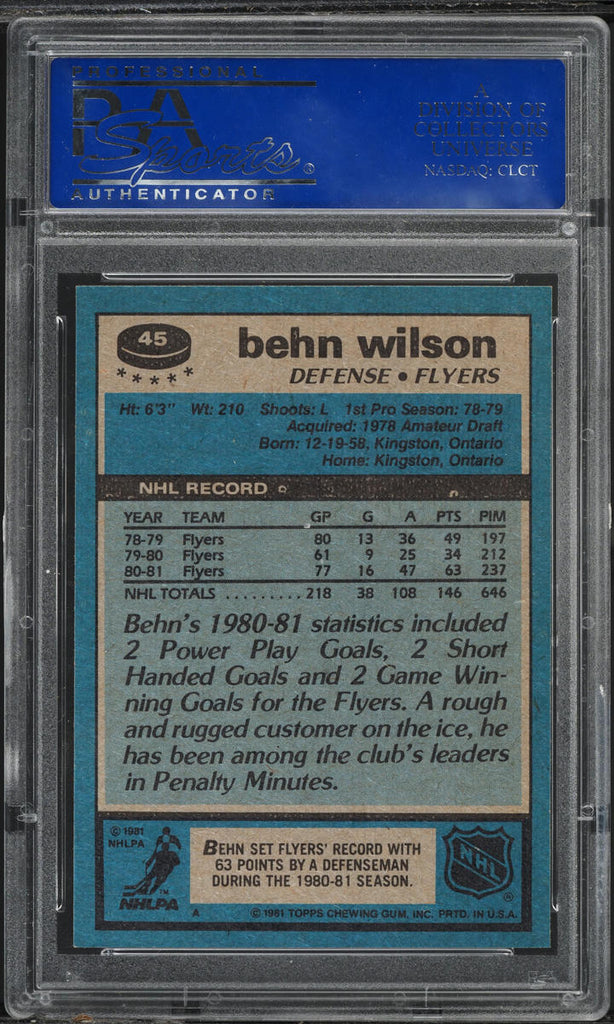 PROFESSIONAL
PSA
Sports®
AUTHENTICATOR
A
DIVISION OF
COLLECTORS
UNIVERSE
NASDAQ: CLCT
45
behn wilson
DEFENSE • FLYERS
Ht: 6'3" Wt: 210 Shoots: L 1st Pro Season: 78-79
Acquired: 1978 Amateur Draft
Born: 12-19-58, Kingston, Ontario
Home: Kingston, Ontario
NHL RECORD
YEAR TEAM GP G A PTS PIM
78-79 Flyers 80 13 36 49 197
79-80 Flyers 61 9 25 34 212
80-81 Flyers 77 16 47 63 237
NHL TOTALS ......... 218 38 108 146 646
Behn's 1980-81 statistics included
2 Power Play Goals, 2 Short
Handed Goals and 2 Game Win-
ning Goals for the Flyers. A rough
and rugged customer on the ice, he
has been among the club's leaders
in Penalty Minutes.
© 1981
NHLPA
NHLPA™
BEHN SET FLYERS' RECORD WITH
63 POINTS BY A DEFENSEMAN
DURING THE 1980-81 SEASON.
NHL®
A © 1981 TOPPS CHEWING GUM, INC. PRTD. IN U.S.A.